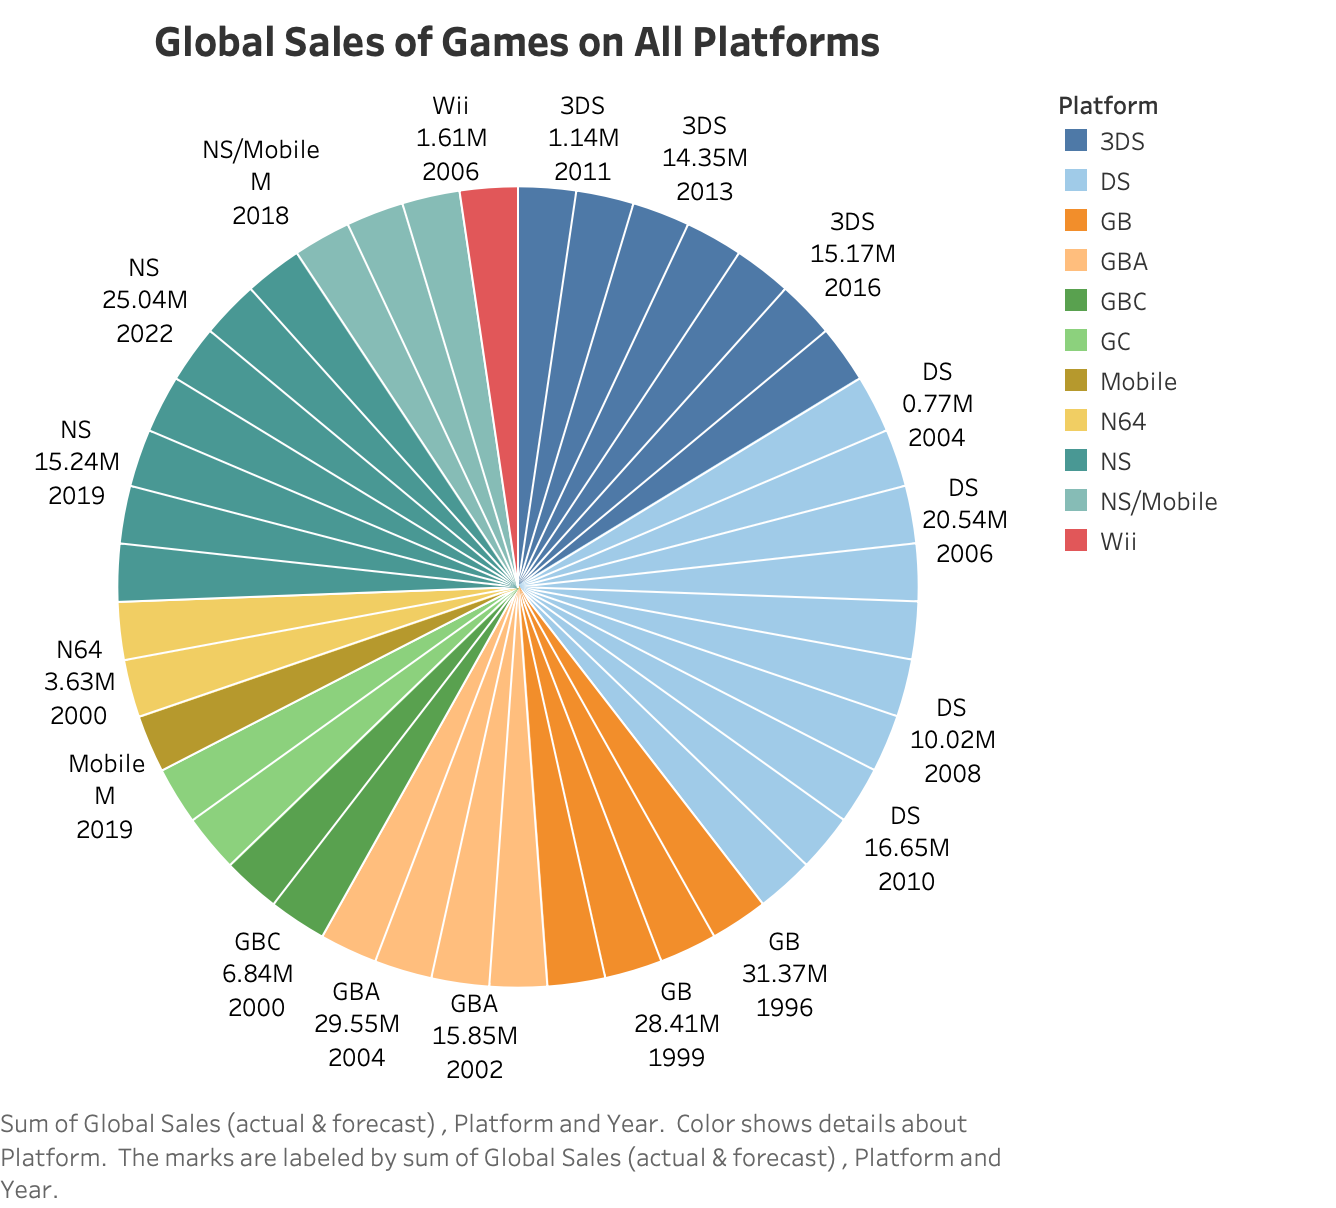 Global Sales of Games on All Platforms
Wii
1.61M
2006
3DS
1.14M
2011
3DS
14.35M
2013
3DS
15.17M
2016
DS
0.77M
2004
DS
20.54M
2006
DS
10.02M
2008
DS
16.65M
2010
GB
31.37M
1996
GB
28.41M
1999
GBA
15.85M
2002
GBA
29.55M
2004
GBC
6.84M
2000
Mobile
M
2019
N64
3.63M
2000
NS
15.24M
2019
NS
25.04M
2022
NS/Mobile
M
2018
Platform
3DS
DS
GB
GBA
GBC
GC
Mobile
N64
NS
NS/Mobile
Wii
Sum of Global Sales (actual & forecast) , Platform and Year.  Color shows details about
Platform.  The marks are labeled by sum of Global Sales (actual & forecast) , Platform and
Year.